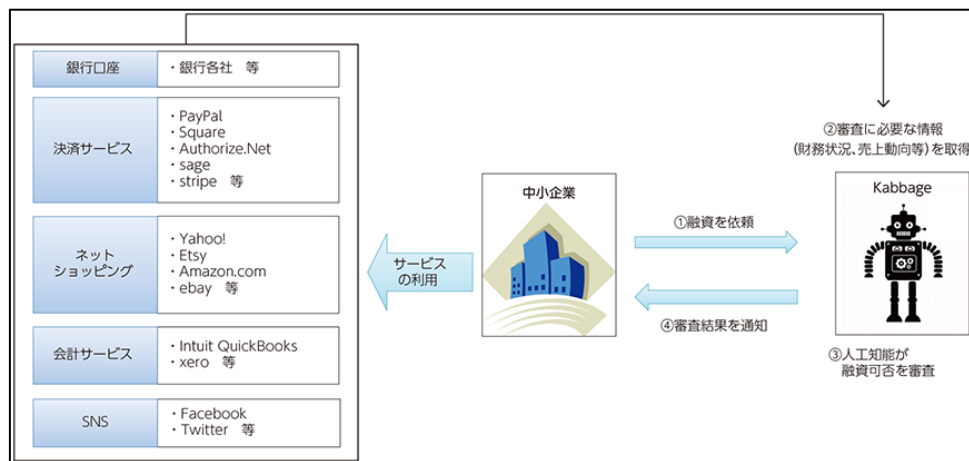 銀行口座
・銀行各社　等
決済サービス
・PayPal
・Square
・Authorize.Net
・sage
・stripe　等
ネット
ショッピング
・Yahoo!
・Etsy
・Amazon.com
・ebay　等
会計サービス
・Intuit QuickBooks
・xero　等
SNS
・Facebook
・Twitter　等
サービス
の利用
中小企業
①融資を依頼
④審査結果を通知
②審査に必要な情報
(財務状況、売上動向等)を取得
Kabbage
③人工知能が
融資可否を審査